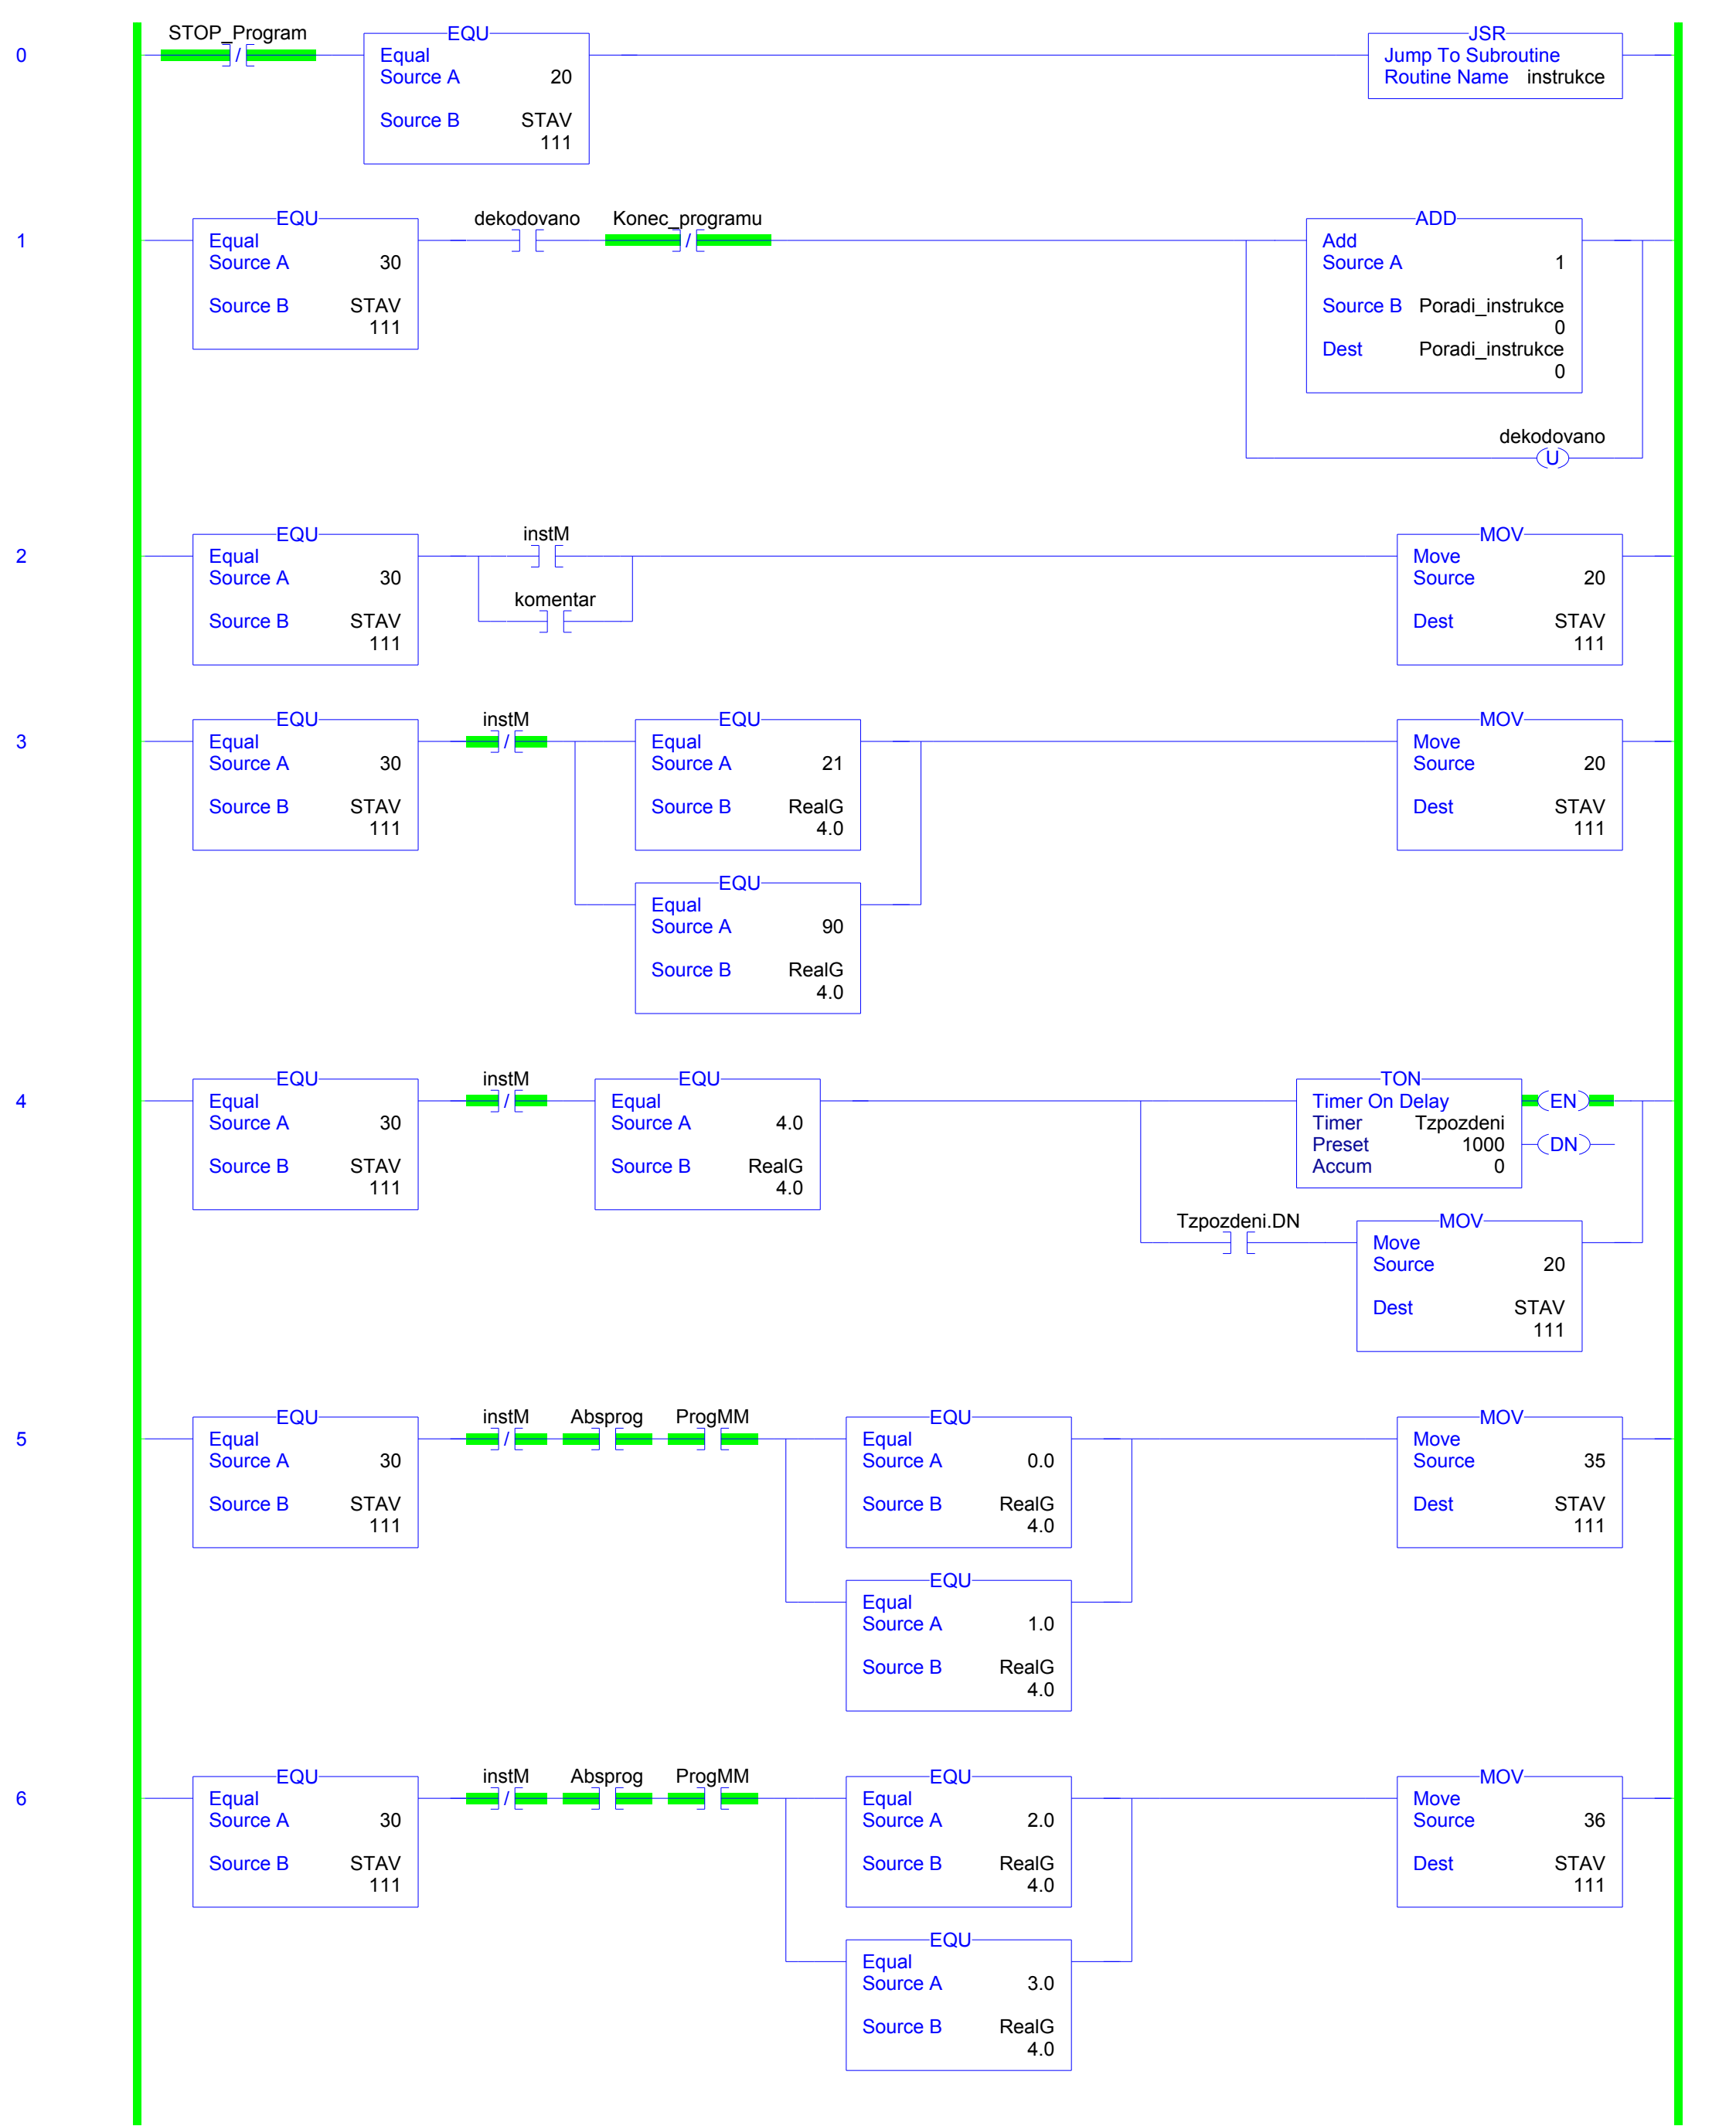 0
STOP_Program
EQU
Equal
Source A 20
Source B STAV
111
JSR
Jump To Subroutine
Routine Name instrukce
1
EQU
Equal
Source A 30
Source B STAV
111
dekodovano
Konec_programu
/
ADD
Add
Source A 1
Source B Poradi_instrukce
0
Dest Poradi_instrukce
0
dekodovano
U
2
EQU
Equal
Source A 30
Source B STAV
111
instM
komentar
MOV
Move
Source 20
Dest STAV
111
3
EQU
Equal
Source A 30
Source B STAV
111
instM
/
EQU
Equal
Source A 21
Source B RealG
4.0
EQU
Equal
Source A 90
Source B RealG
4.0
MOV
Move
Source 20
Dest STAV
111
4
EQU
Equal
Source A 30
Source B STAV
111
instM
/
EQU
Equal
Source A 4.0
Source B RealG
4.0
TON
Timer On Delay
Timer Tzpozdeni
Preset 1000
Accum 0
EN
DN
Tzpozdeni.DN
MOV
Move
Source 20
Dest STAV
111
5
EQU
Equal
Source A 30
Source B STAV
111
instM
/
Absprog
ProgMM
EQU
Equal
Source A 0.0
Source B RealG
4.0
EQU
Equal
Source A 1.0
Source B RealG
4.0
MOV
Move
Source 35
Dest STAV
111
6
EQU
Equal
Source A 30
Source B STAV
111
instM
/
Absprog
ProgMM
EQU
Equal
Source A 2.0
Source B RealG
4.0
EQU
Equal
Source A 3.0
Source B RealG
4.0
MOV
Move
Source 36
Dest STAV
111